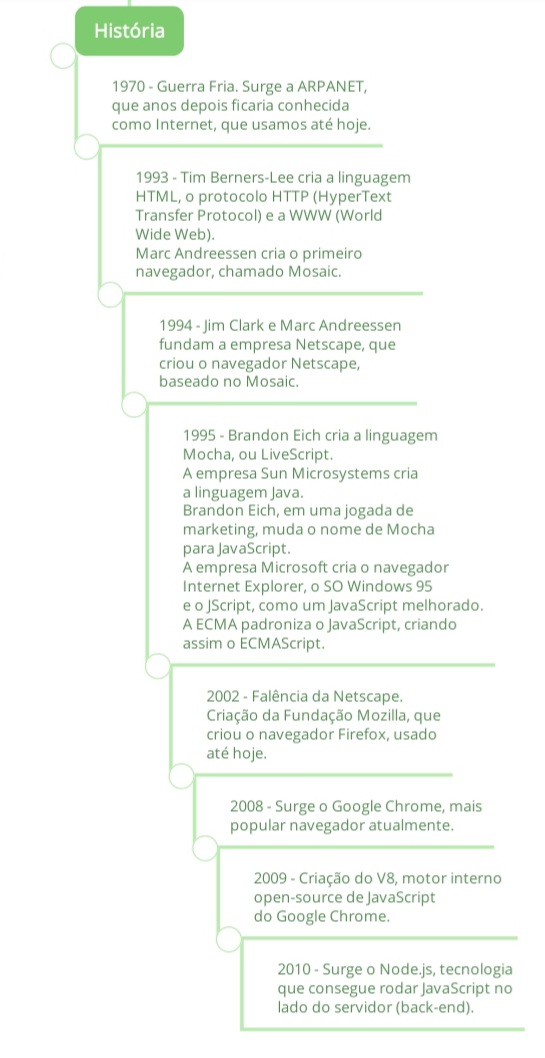 História
1970 - Guerra Fria. Surge a ARPANET,
que anos depois ficaria conhecida
como Internet, que usamos até hoje.
1993 - Tim Berners-Lee cria a linguagem
HTML, o protocolo HTTP (HyperText
Transfer Protocol) e a WWW (World
Wide Web).
Marc Andreessen cria o primeiro
navegador, chamado Mosaic.
1994 - Jim Clark e Marc Andreessen
fundam a empresa Netscape, que
criou o navegador Netscape,
baseado no Mosaic.
1995 - Brandon Eich cria a linguagem
Mocha, ou LiveScript.
A empresa Sun Microsystems cria
a linguagem Java.
Brandon Eich, em uma jogada de
marketing, muda o nome de Mocha
para JavaScript.
A empresa Microsoft cria o navegador
Internet Explorer, o SO Windows 95
e o JScript, como um JavaScript melhorado.
A ECMA padroniza o JavaScript, criando
assim o ECMAScript.
2002 - Falência da Netscape.
Criação da Fundação Mozilla, que
criou o navegador Firefox, usado
até hoje.
2008 - Surge o Google Chrome, mais
popular navegador atualmente.
2009 - Criação do V8, motor interno
open-source de JavaScript
do Google Chrome.
2010 - Surge o Node.js, tecnologia
que consegue rodar JavaScript no
lado do servidor (back-end).